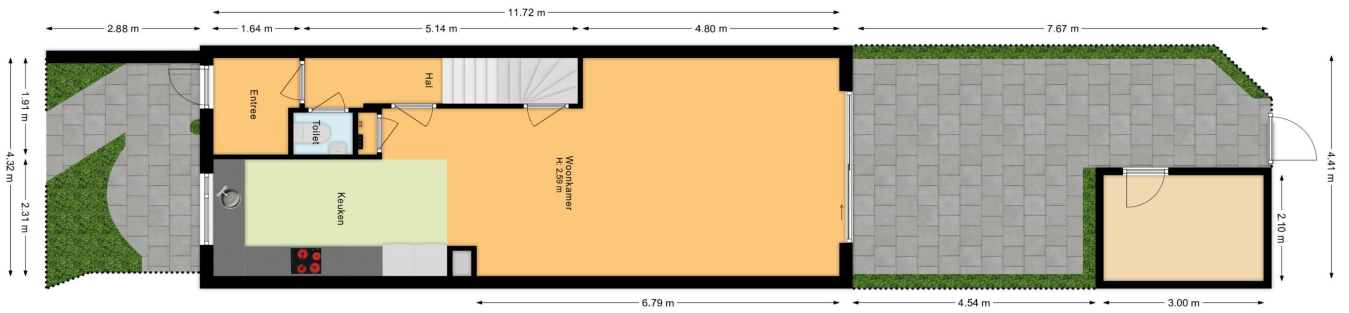 11.72 m
2.88 m
1.64 m
5.14 m
4.80 m
7.67 m
1.91 m
4.32 m
2.31 m
Entree
Hal
Toilet
Keuken
Woonkamer
H: 2.59 m
4.41 m
2.10 m
6.79 m
4.54 m
3.00 m